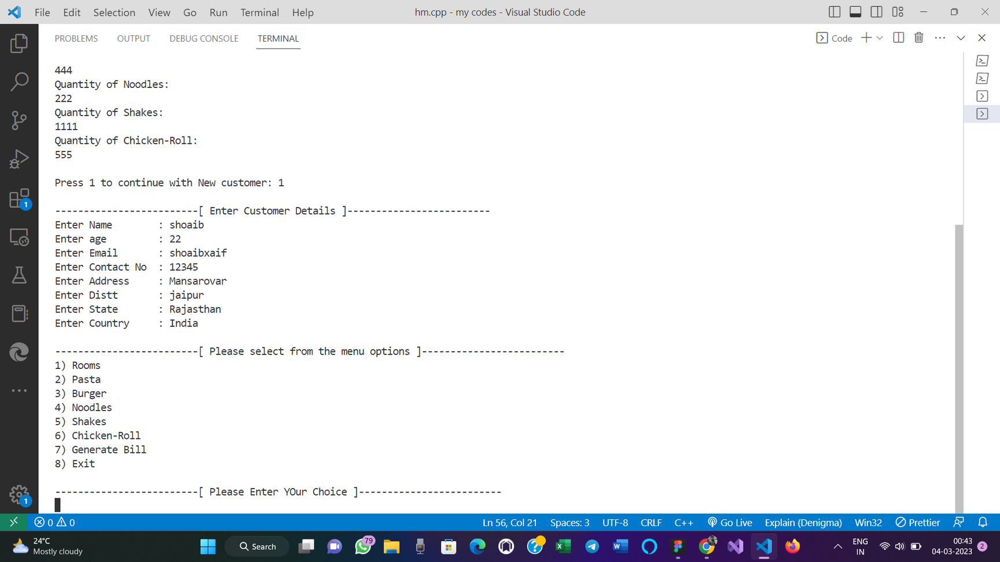 File Edit Selection View Go Run Terminal Help hm.cpp - my codes - Visual Studio Code
PROBLEMS OUTPUT DEBUG CONSOLE TERMINAL Code
444
Quantity of Noodles:
222
Quantity of Shakes:
1111
Quantity of Chicken-Roll:
555
Press 1 to continue with New customer: 1
-------------------------[ Enter Customer Details ]-------------------------
Enter Name : shoaib
Enter age : 22
Enter Email : shoaibxaif
Enter Contact No : 12345
Enter Address : Mansarovar
Enter Distt : jaipur
Enter State : Rajasthan
Enter Country : India
-------------------------[ Please select from the menu options ]-------------------------
1) Rooms
2) Pasta
3) Burger
4) Noodles
5) Shakes
6) Chicken-Roll
7) Generate Bill
8) Exit
-------------------------[ Please Enter YOur Choice ]-------------------------
1
1
0 0 Ln 56, Col 21 Spaces: 3 UTF-8 CRLF C++ Go Live Explain (Denigma) Win32 Prettier
24°C
Mostly cloudy
Search
79
ENG
IN
00:43
04-03-2023
2